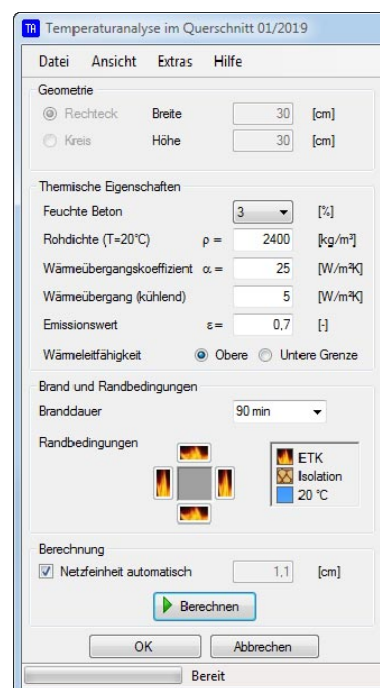 TA Temperaturanalyse im Querschnitt 01/2019
Datei Ansicht Extras Hilfe
Geometrie
Rechteck Breite 30 [cm]
Kreis Höhe 30 [cm]
Thermische Eigenschaften
Feuchte Beton 3 [%]
Rohdichte (T=20°C) ρ = 2400 [kg/m³]
Wärmeübergangskoeffizient α = 25 [W/m²K]
Wärmeübergang (kühlend) 5 [W/m²K]
Emissionswert ε = 0,7 [-]
Wärmeleitfähigkeit Obere Untere Grenze
Brand und Randbedingungen
Branddauer 90 min
Randbedingungen
ETK
Isolation
20 °C
Berechnung
Netzfeinheit automatisch 1,1 [cm]
Berechnen
OK Abbrechen
Bereit